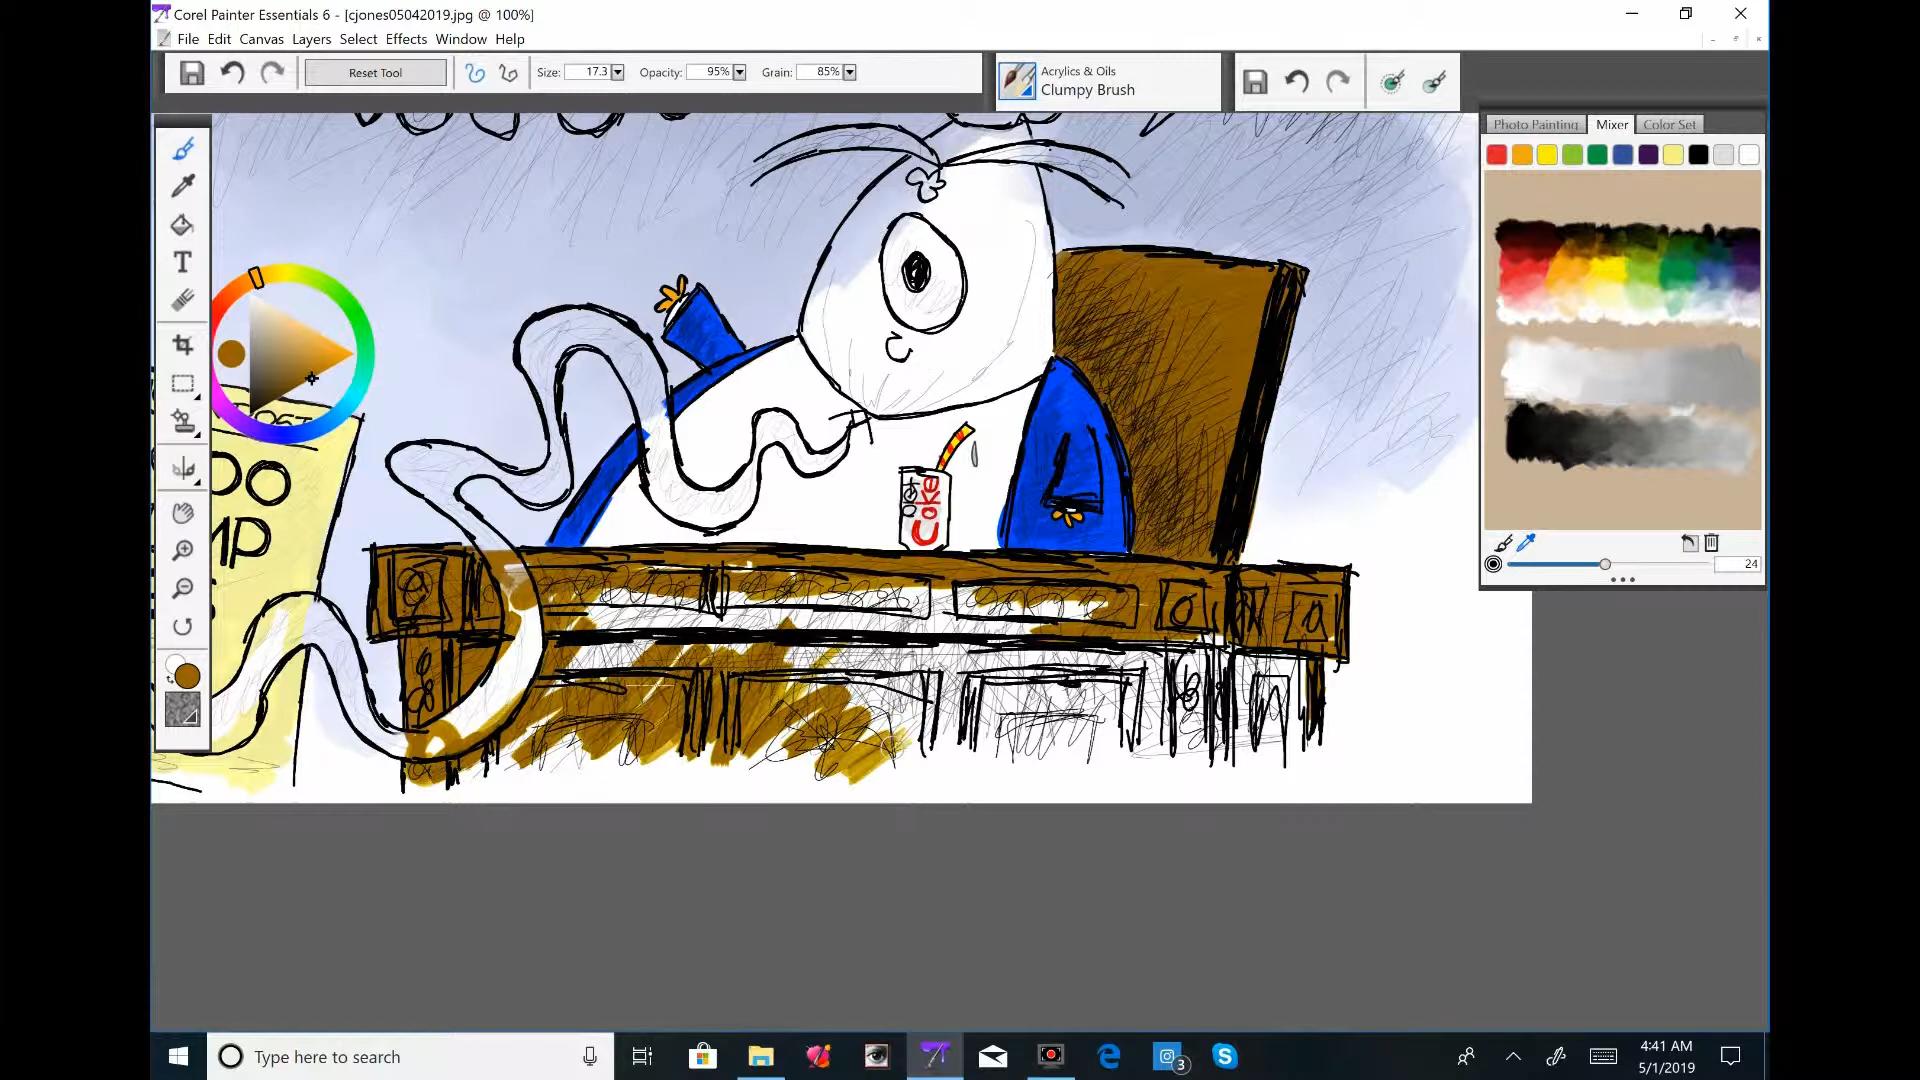 Corel Painter Essentials 6 - [cjones05042019.jpg @ 100%]
File Edit Canvas Layers Select Effects Window Help
Reset Tool Size: 17.3 Opacity: 95% Grain: 85%
Acrylics & Oils
Clumpy Brush
Photo Painting Mixer Color Set
T
24
Diet
Coke
Type here to search
3
4:41 AM
5/1/2019